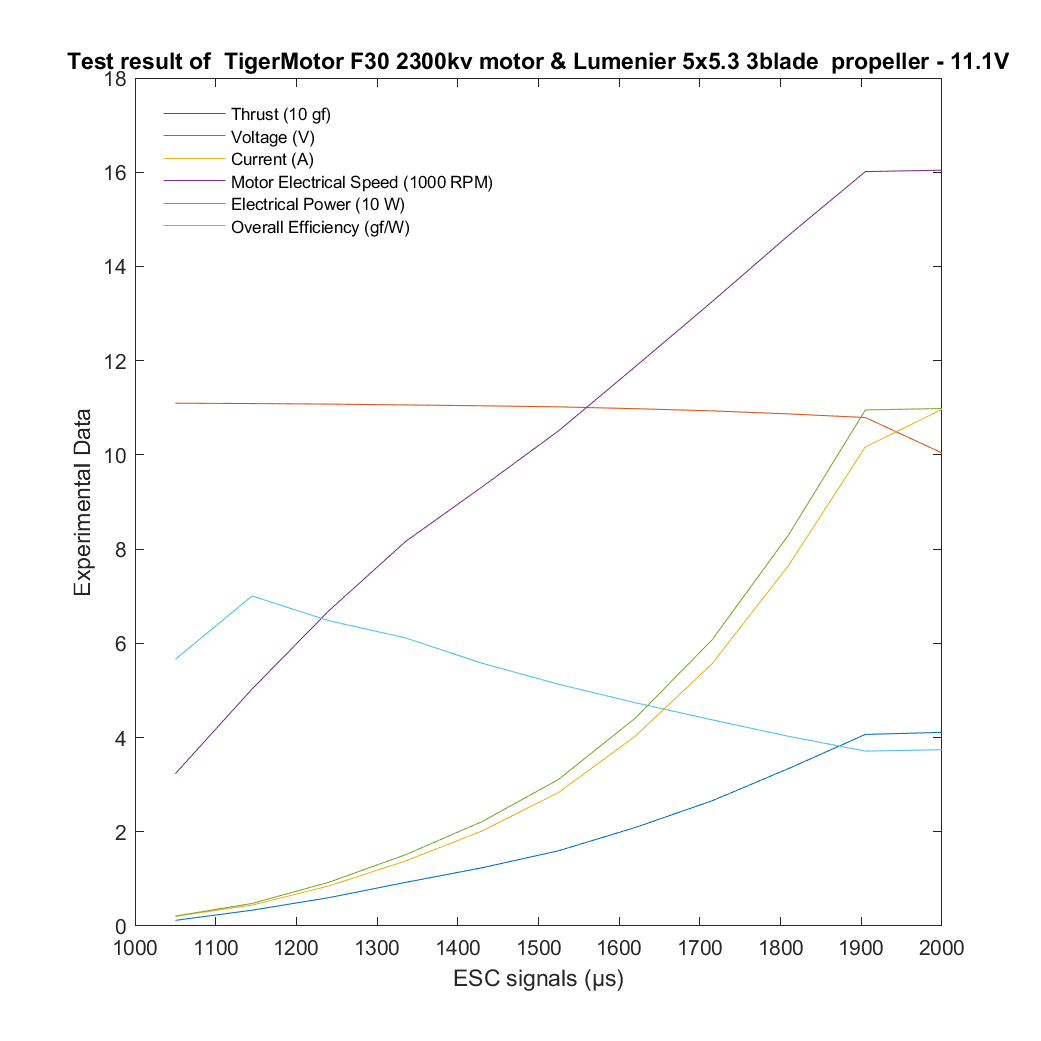 Test result of  TigerMotor F30 2300kv motor & Lumenier 5x5.3 3blade  propeller - 11.1V
18
Thrust (10 gf)
Voltage (V)
Current (A)
16
Motor Electrical Speed (1000 RPM)
Electrical Power (10 W)
Overall Efficiency (gf/W)
14
12
10
Experimental Data
8
6
4
2
0
1000 1100 1200 1300 1400 1500 1600 1700 1800 1900 2000
ESC signals (μs)